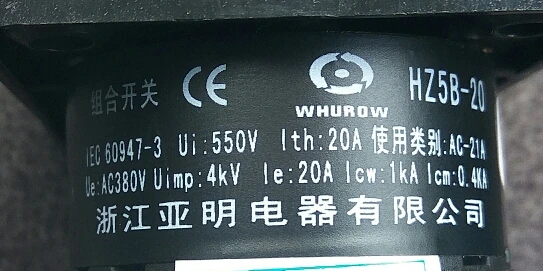 组合开关 CE WHUROW HZ5B-20
IEC 60947-3 Ui:550V Ith:20A 使用类别:AC-21A
Ue:AC380V Uimp:4kV Ie:20A Icw:1kA Icm:0.4KA
浙江亚明电器有限公司